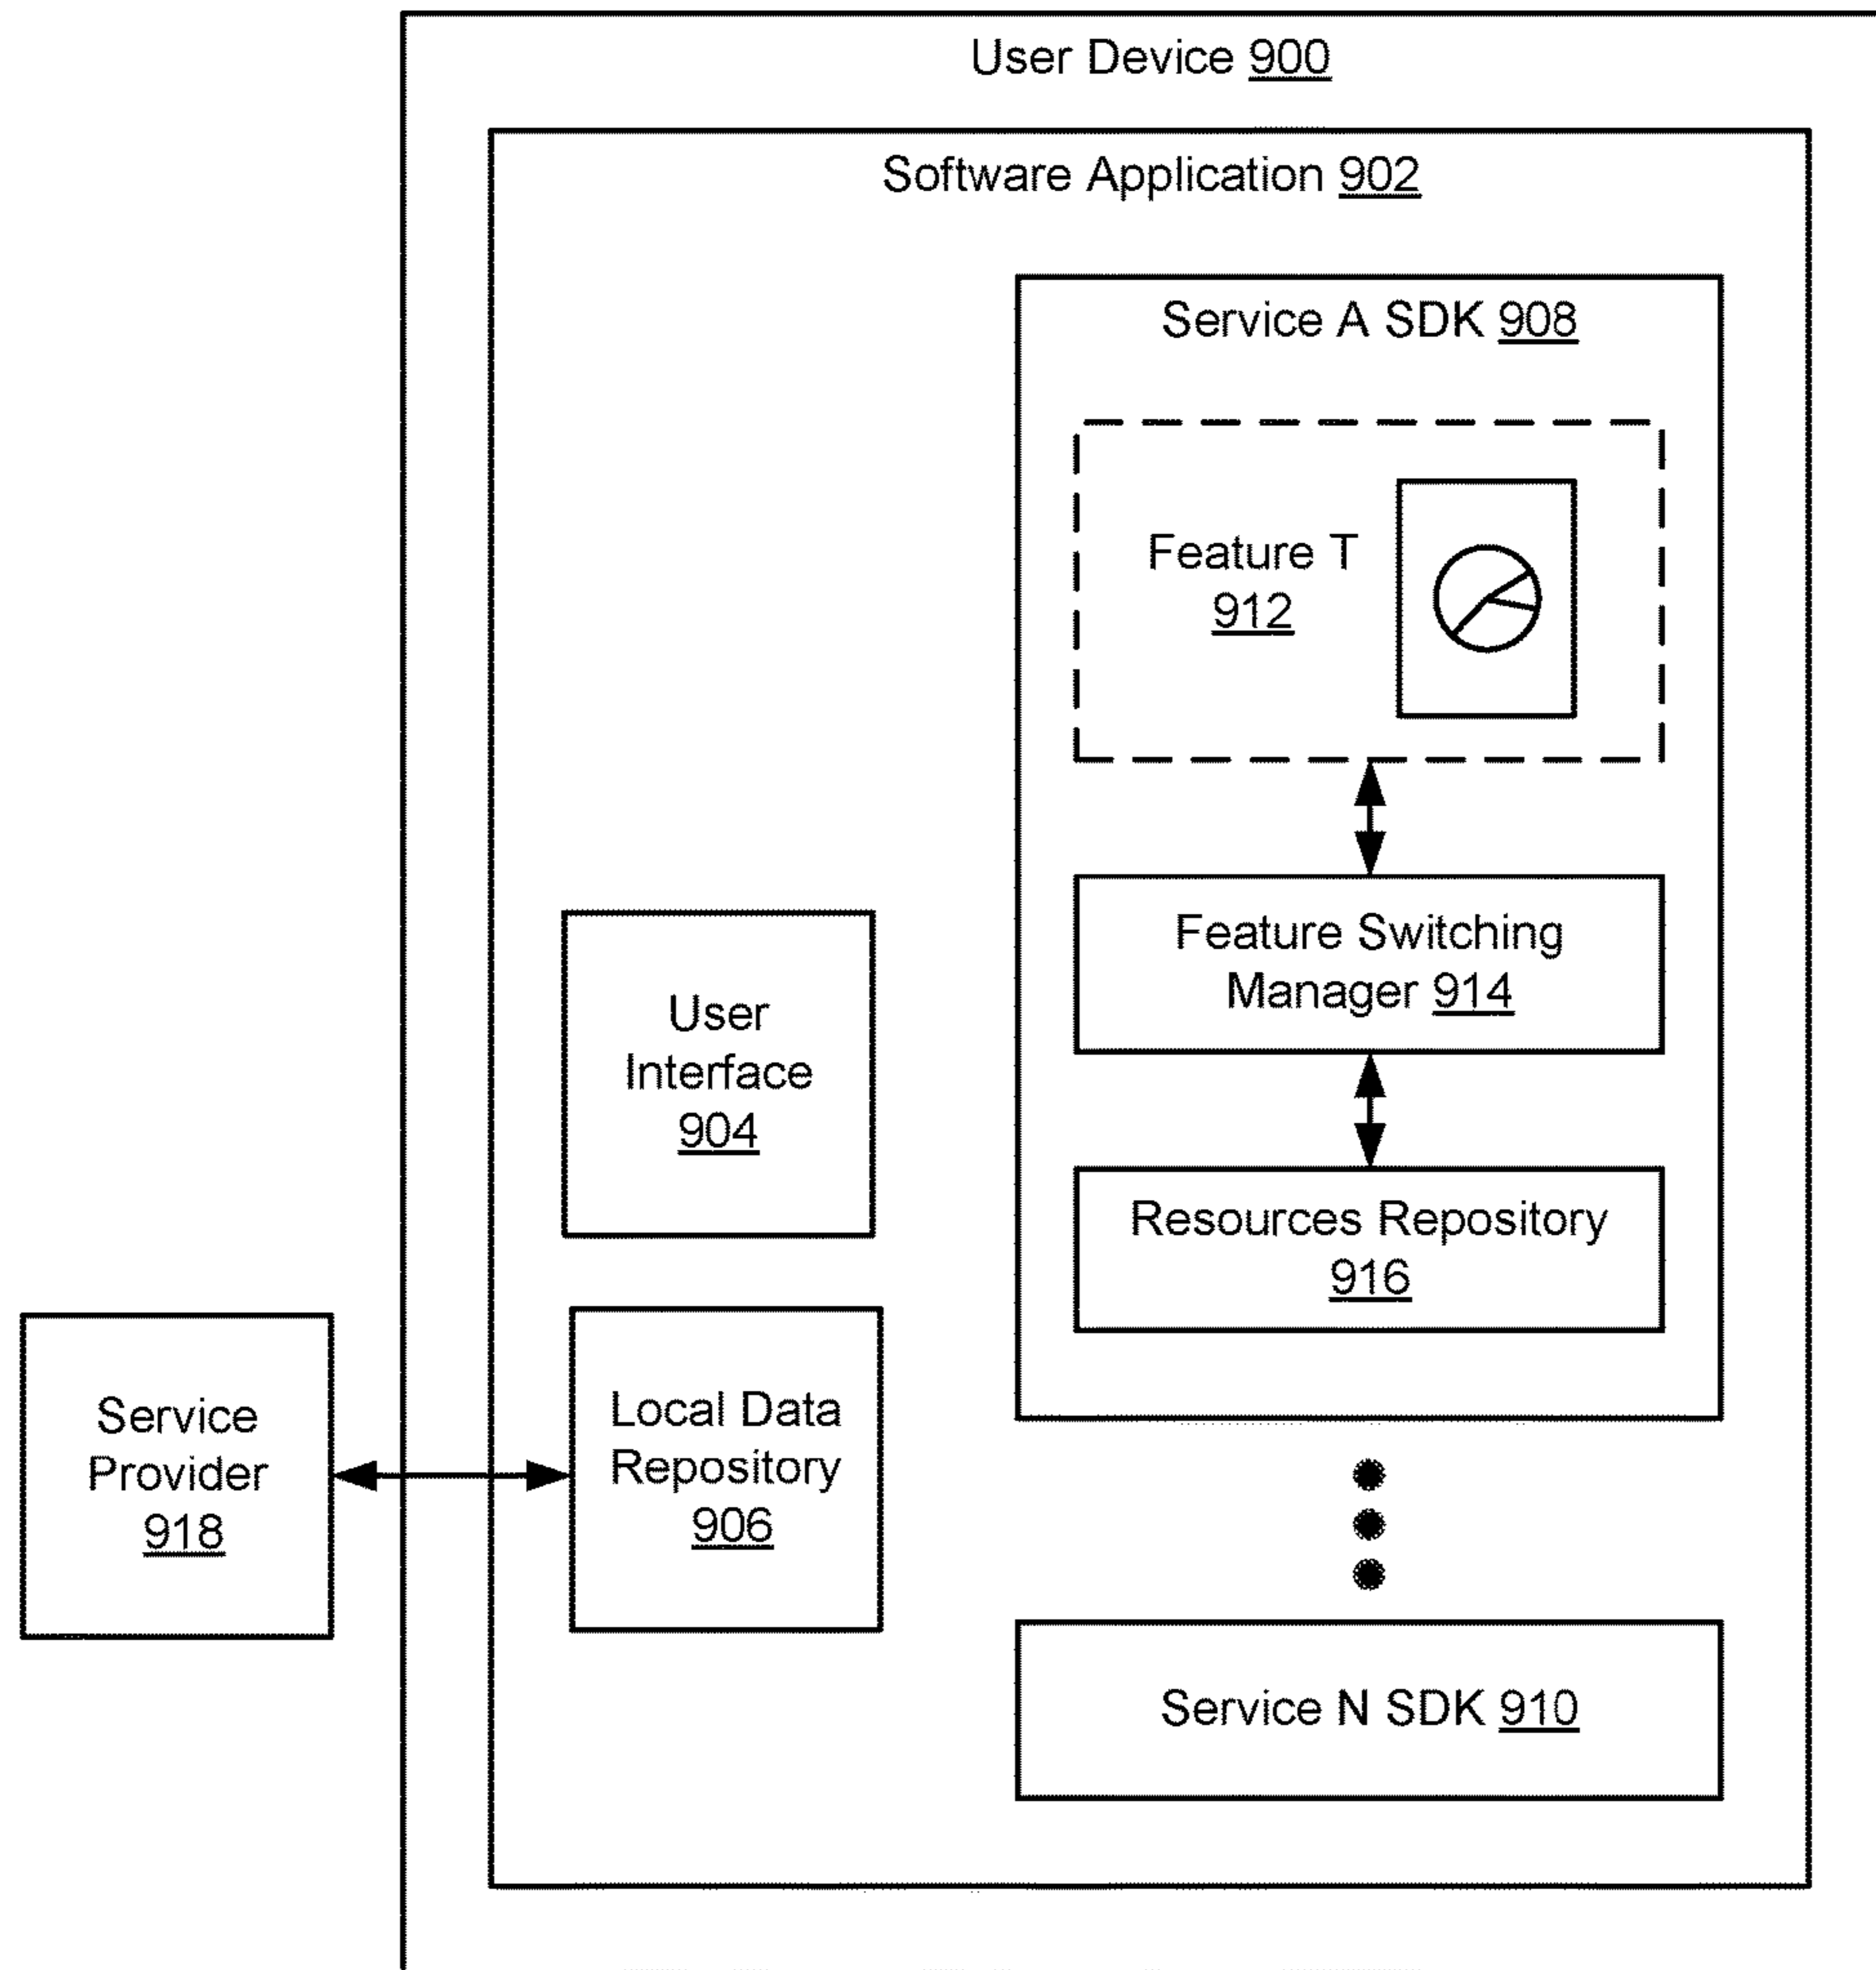 User Device 900
Software Application 902
Service A SDK 908
Feature T
912
Feature Switching
Manager 914
User
Interface
904
Resources Repository
916
Service
Provider
918
Local Data
Repository
906
Service N SDK 910